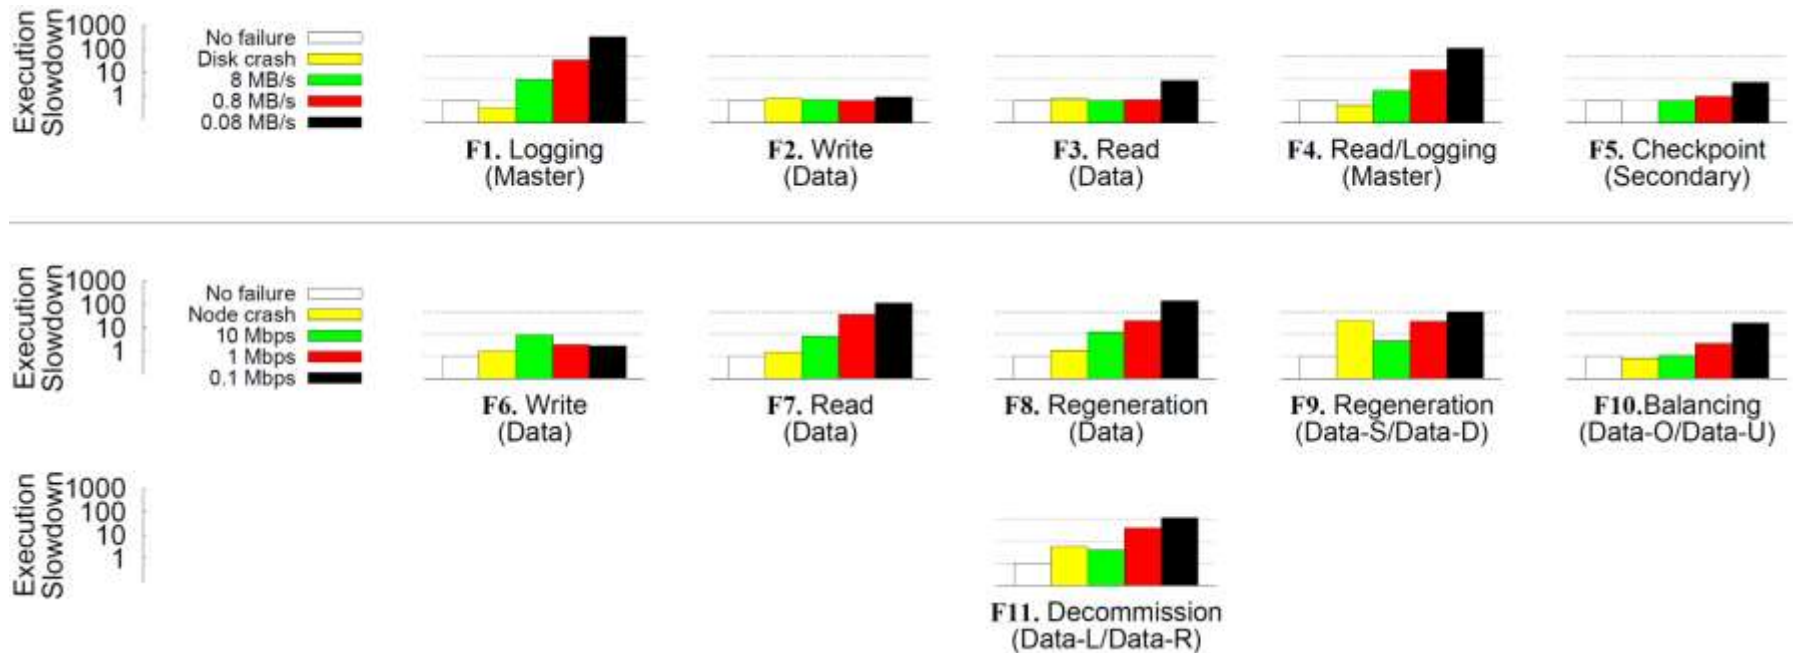 Execution
Slowdown
1000
100
10
1
No failure
Disk crash
8 MB/s
0.8 MB/s
0.08 MB/s
F1. Logging
(Master)
F2. Write
(Data)
F3. Read
(Data)
F4. Read/Logging
(Master)
F5. Checkpoint
(Secondary)
Execution
Slowdown
1000
100
10
1
No failure
Node crash
10 Mbps
1 Mbps
0.1 Mbps
F6. Write
(Data)
F7. Read
(Data)
F8. Regeneration
(Data)
F9. Regeneration
(Data-S/Data-D)
F10.Balancing
(Data-O/Data-U)
Execution
Slowdown
1000
100
10
1
F11. Decommission
(Data-L/Data-R)